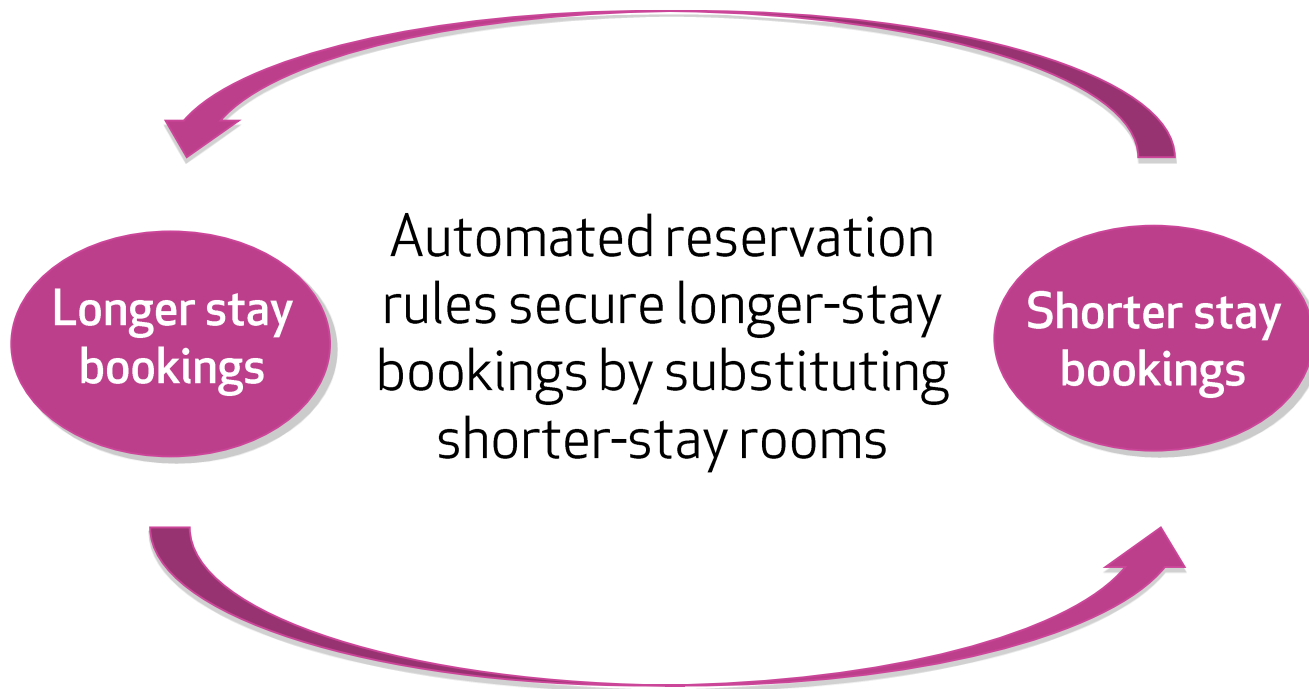 Longer stay
bookings
Automated reservation
rules secure longer-stay
bookings by substituting
shorter-stay rooms
Shorter stay
bookings